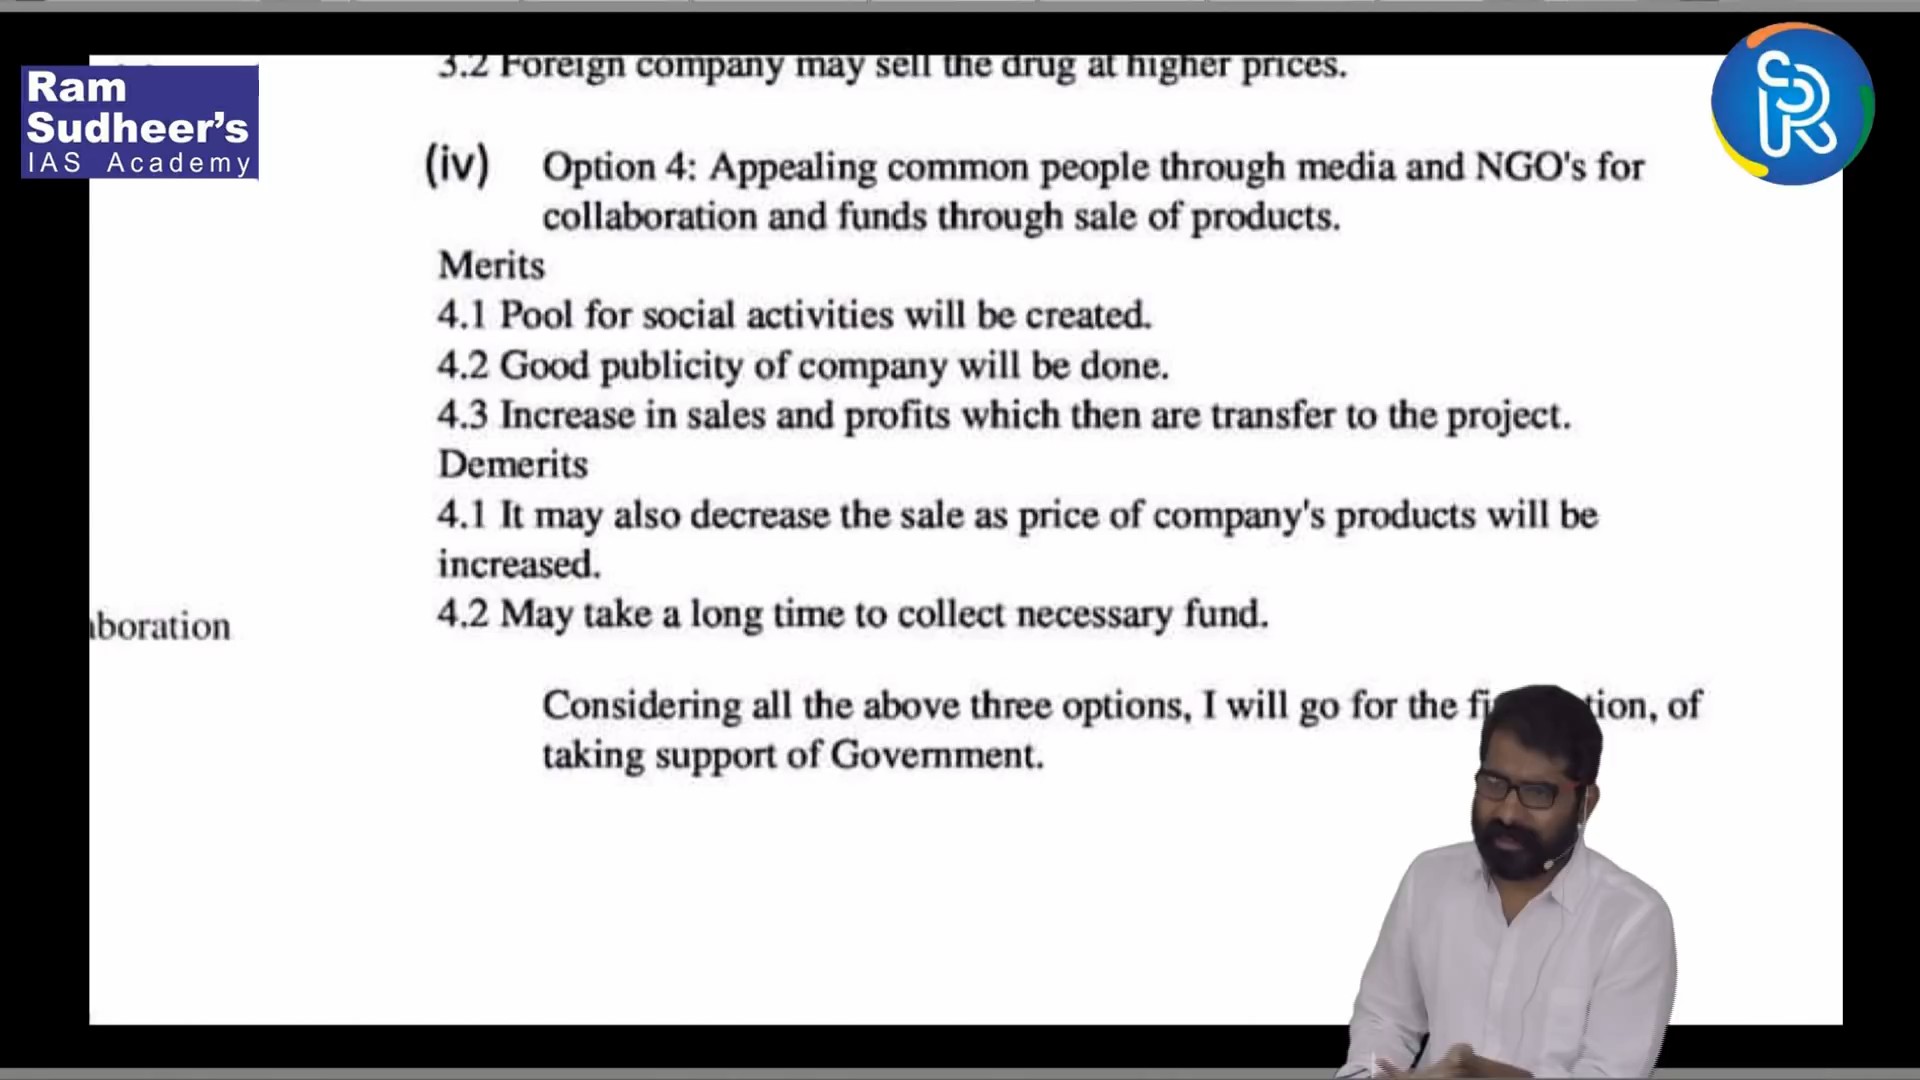 Ram
Sudheer's
IAS Academy
3.2 Foreign company may sell the drug at higher prices.
(iv) Option 4: Appealing common people through media and NGO's for
collaboration and funds through sale of products.
Merits
4.1 Pool for social activities will be created.
4.2 Good publicity of company will be done.
4.3 Increase in sales and profits which then are transfer to the project.
Demerits
4.1 It may also decrease the sale as price of company's products will be
increased.
4.2 May take a long time to collect necessary fund.
aboration
Considering all the above three options, I will go for the tion, of
taking support of Government.